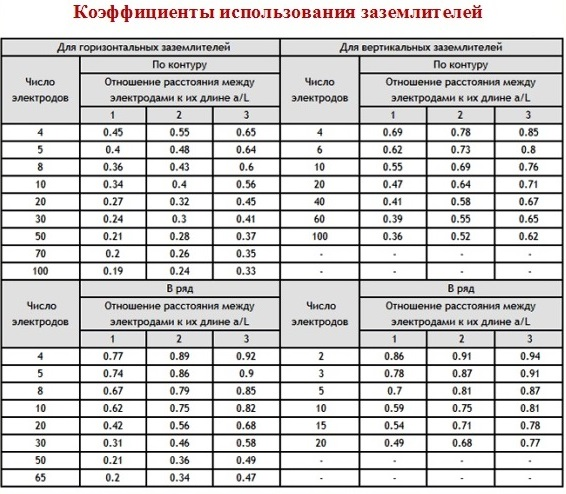 Коэффициенты использования заземлителей
Для горизонтальных заземлителей Для вертикальных заземлителей
Число электродов По контуру Число электродов По контуру
Отношение расстояния между Отношение расстояния между
электродами к их длине a/L электродами к их длине a/L
1 2 3 1 2 3
4 0.45 0.55 0.65 4 0.69 0.78 0.85
5 0.4 0.48 0.64 6 0.62 0.73 0.8
8 0.36 0.43 0.6 10 0.55 0.69 0.76
10 0.34 0.4 0.56 20 0.47 0.64 0.71
20 0.27 0.32 0.45 40 0.41 0.58 0.67
30 0.24 0.3 0.41 60 0.39 0.55 0.65
50 0.21 0.28 0.37 100 0.36 0.52 0.62
70 0.2 0.26 0.35 - - - -
100 0.19 0.24 0.33 - - - -
Число электродов В ряд Число электродов В ряд
Отношение расстояния между Отношение расстояния между
электродами к их длине a/L электродами к их длине a/L
1 2 3 1 2 3
4 0.77 0.89 0.92 2 0.86 0.91 0.94
5 0.74 0.86 0.9 3 0.78 0.87 0.91
8 0.67 0.79 0.85 5 0.7 0.81 0.87
10 0.62 0.75 0.82 10 0.59 0.75 0.81
20 0.42 0.56 0.68 15 0.54 0.71 0.78
30 0.31 0.46 0.58 20 0.49 0.68 0.77
50 0.21 0.36 0.49 - - - -
65 0.2 0.34 0.47 - - - -